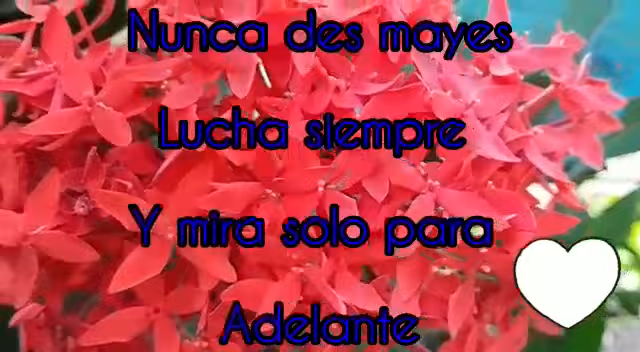 Nunca des mayes
Lucha siempre
Y mira solo para
Adelante